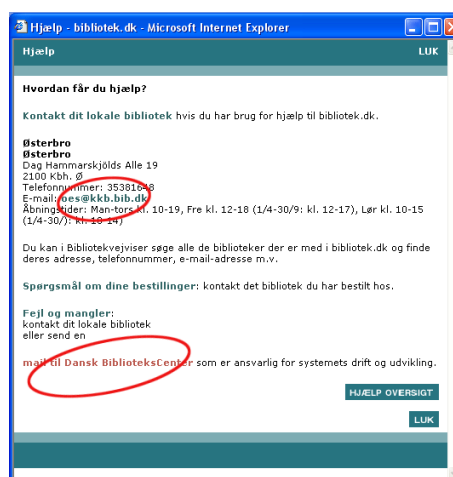 Hjælp - bibliotek.dk - Microsoft Internet Explorer
Hjælp LUK
Hvordan får du hjælp?
Kontakt dit lokale bibliotek hvis du har brug for hjælp til bibliotek.dk.
Østerbro
Østerbro
Dag Hammarskjölds Alle 19
2100 Kbh. Ø
Telefonnummer: 35381648
E-mail: oes@kkb.bib.dk
Åbningstider: Man-tors kl. 10-19, Fre kl. 12-18 (1/4-30/9: kl. 12-17), Lør kl. 10-15
(1/4-30/): kl. 10-14)
Du kan i Bibliotekvejviser søge alle de biblioteker der er med i bibliotek.dk og finde
deres adresse, telefonnummer, e-mail-adresse m.v.
Spørgsmål om dine bestillinger: kontakt det bibliotek du har bestilt hos.
Fejl og mangler:
kontakt dit lokale bibliotek
eller send en
mail til Dansk BiblioteksCenter som er ansvarlig for systemets drift og udvikling.
HJÆLP OVERSIGT
LUK